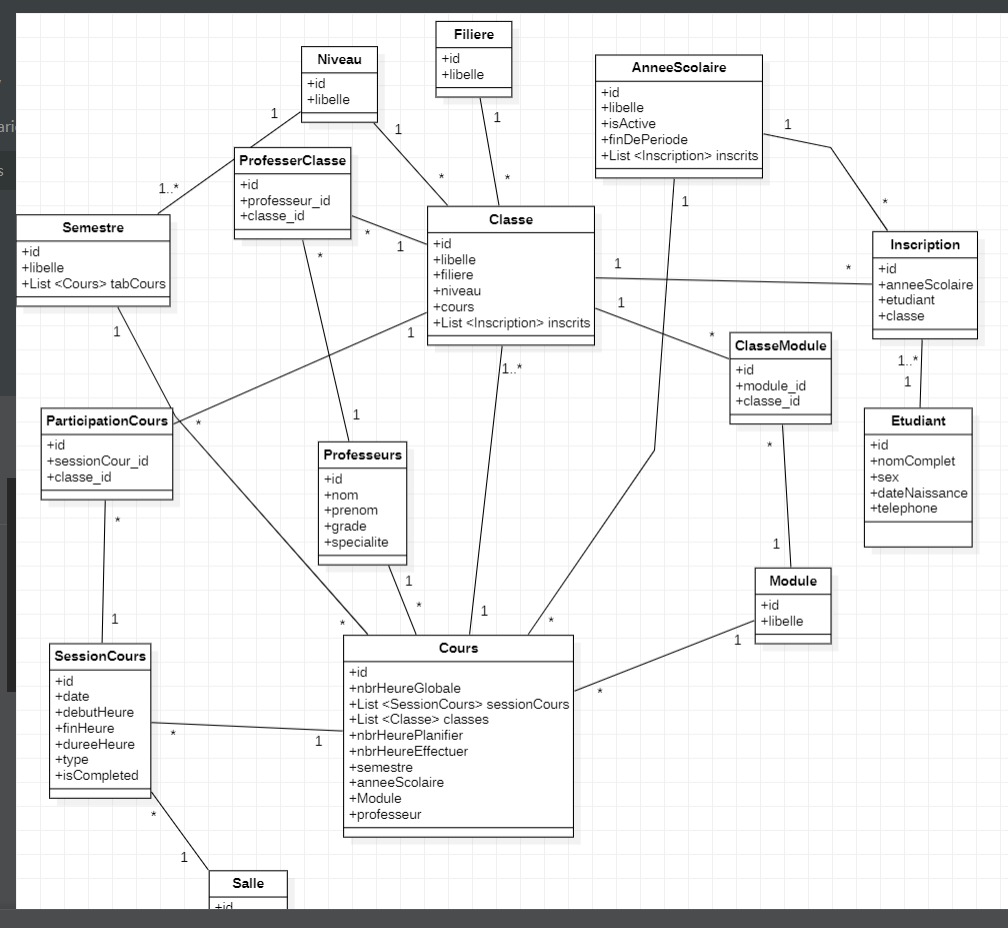 Filiere
+id
+libelle
Niveau
+id
+libelle
AnneeScolaire
+id
+libelle
+isActive
+finDePeriode
+List <Inscription> inscrits
1
1
1
1
ProfesserClasse
+id
+professeur_id
+classe_id
1..*
*
*
1
*
Semestre
+id
+libelle
+List <Cours> tabCours
Classe
+id
+libelle
+filiere
+niveau
+cours
+List <Inscription> inscrits
*
1
*
1
*
1
Inscription
+id
+anneeScolaire
+etudiant
+classe
1
1
*
1..*
1..*
1
ClasseModule
+id
+module_id
+classe_id
ParticipationCours
+id
+sessionCour_id
+classe_id
*
1
Etudiant
+id
+nomComplet
+sex
+dateNaissance
+telephone
Professeurs
+id
+nom
+prenom
+grade
+specialite
*
*
1
Module
+id
+libelle
1
1
*
*
1
*
1
*
SessionCours
+id
+date
+debutHeure
+finHeure
+dureeHeure
+type
+isCompleted
Cours
+id
+nbrHeureGlobale
+List <SessionCours> sessionCours
+List <Classe> classes
+nbrHeurePlanifier
+nbrHeureEffectuer
+semestre
+anneeScolaire
+Module
+professeur
*
1
*
*
1
Salle
+id